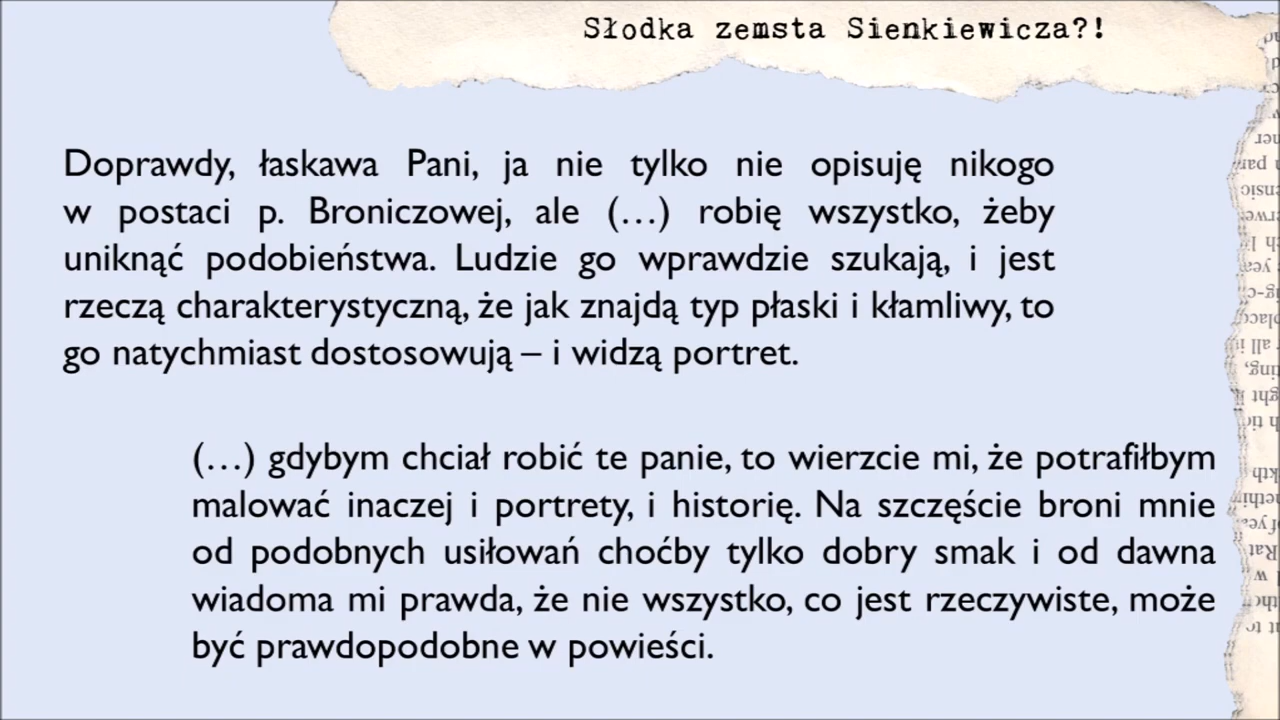 Słodka zemsta Sienkiewicza?!
Doprawdy, łaskawa Pani, ja nie tylko nie opisuję nikogo
w postaci p. Broniczowej, ale (…) robię wszystko, żeby
uniknąć podobieństwa. Ludzie go wprawdzie szukają, i jest
rzeczą charakterystyczną, że jak znajdą typ płaski i kłamliwy, to
go natychmiast dostosowują – i widzą portret.
(…) gdybym chciał robić te panie, to wierzcie mi, że potrafiłbym
malować inaczej i portrety, i historię. Na szczęście broni mnie
od podobnych usiłowań choćby tylko dobry smak i od dawna
wiadoma mi prawda, że nie wszystko, co jest rzeczywiste, może
być prawdopodobne w powieści.